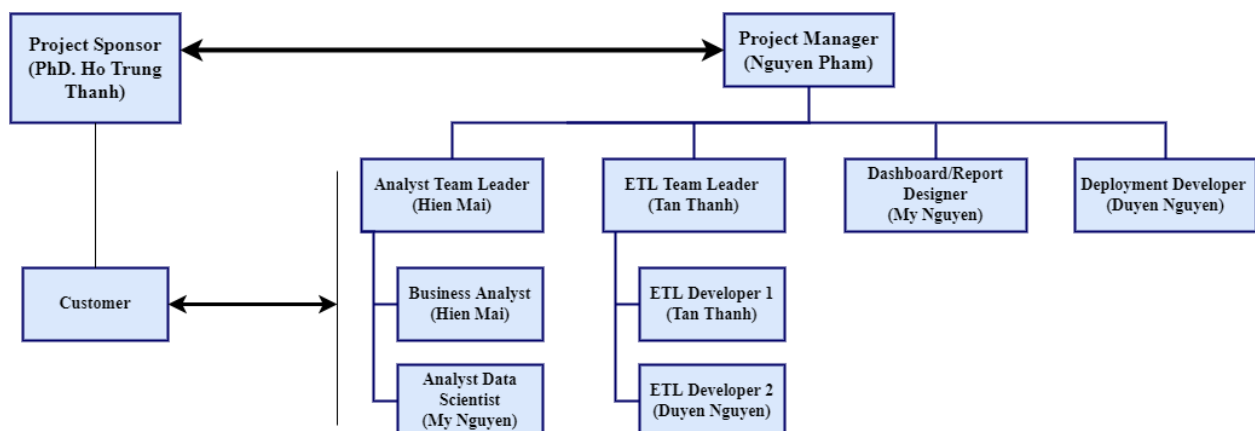 Project Sponsor
(PhD. Ho Trung
Thanh)
Project Manager
(Nguyen Pham)
Analyst Team Leader
(Hien Mai)
ETL Team Leader
(Tan Thanh)
Dashboard/Report
Designer
(My Nguyen)
Deployment Developer
(Duyen Nguyen)
Customer
Business Analyst
(Hien Mai)
ETL Developer 1
(Tan Thanh)
Analyst Data
Scientist
(My Nguyen)
ETL Developer 2
(Duyen Nguyen)